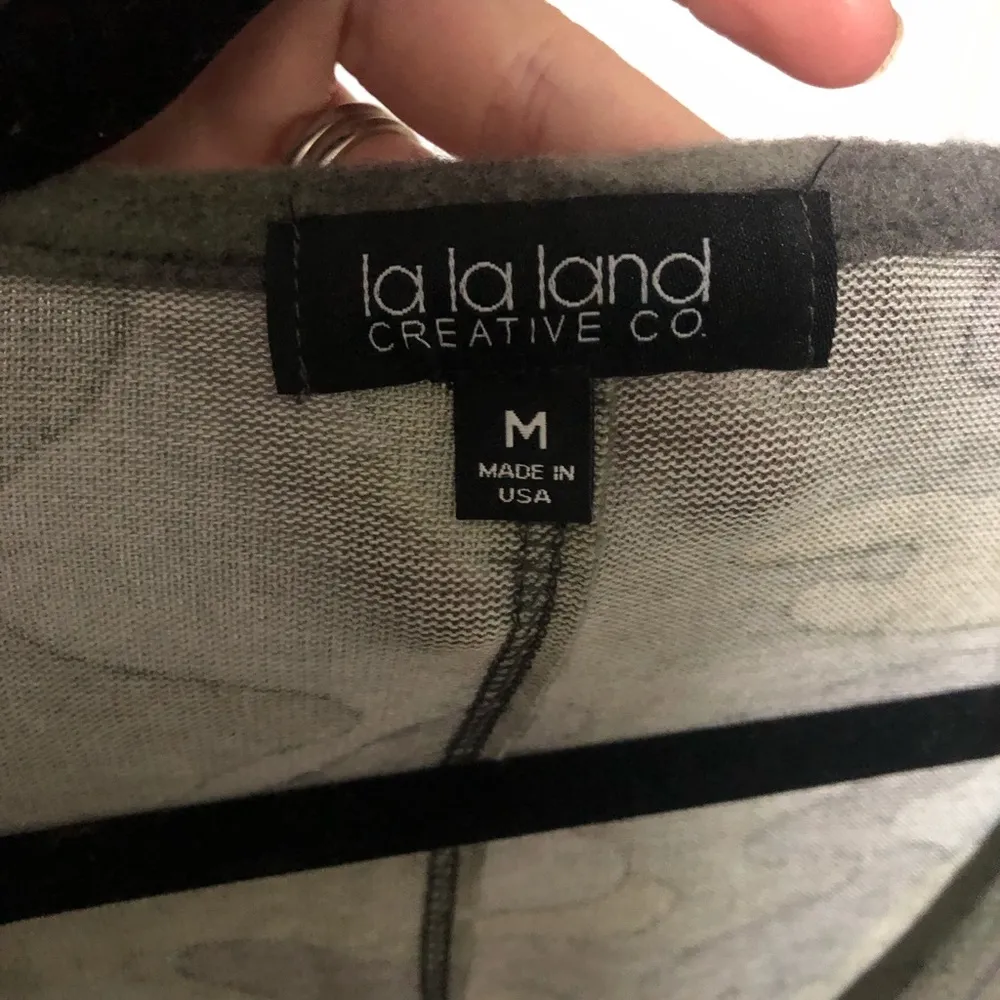 la la land
CREATIVE CO.
M
MADE IN
USA